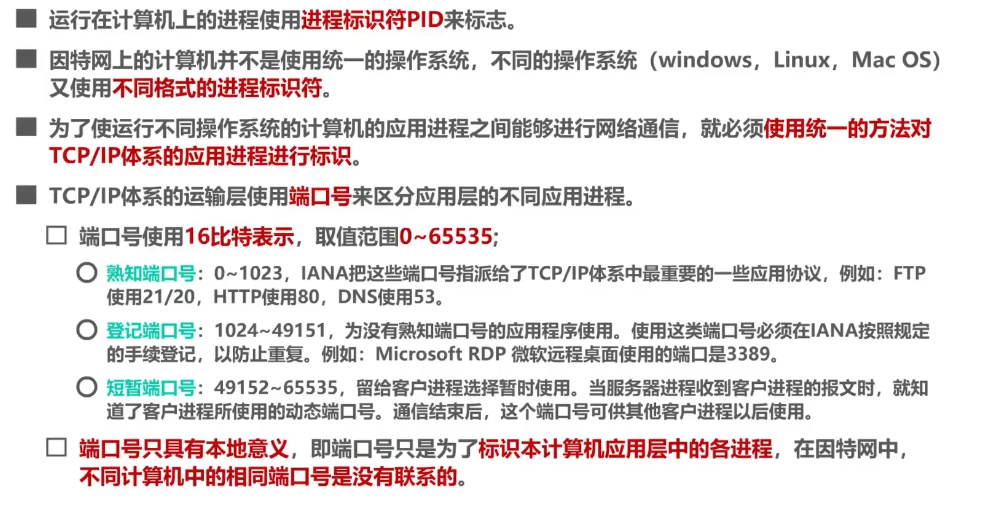 运行在计算机上的进程使用进程标识符PID来标志。
因特网上的计算机并不是使用统一的操作系统，不同的操作系统（windows，Linux，Mac OS）
又使用不同格式的进程标识符。
为了使运行不同操作系统的计算机的应用进程之间能够进行网络通信，就必须使用统一的方法对
TCP/IP体系的应用进程进行标识。
TCP/IP体系的运输层使用端口号来区分应用层的不同应用进程。
端口号使用16比特表示，取值范围0~65535;
熟知端口号：0~1023，IANA把这些端口号指派给了TCP/IP体系中最重要的一些应用协议，例如：FTP
使用21/20，HTTP使用80，DNS使用53。
登记端口号：1024~49151，为没有熟知端口号的应用程序使用。使用这类端口号必须在IANA按照规定
的手续登记，以防止重复。例如：Microsoft RDP 微软远程桌面使用的端口是3389。
短暂端口号：49152~65535，留给客户进程选择暂时使用。当服务器进程收到客户进程的报文时，就知
道了客户进程所使用的动态端口号。通信结束后，这个端口号可供其他客户进程以后使用。
端口号只具有本地意义，即端口号只是为了标识本计算机应用层中的各进程，在因特网中，
不同计算机中的相同端口号是没有联系的。